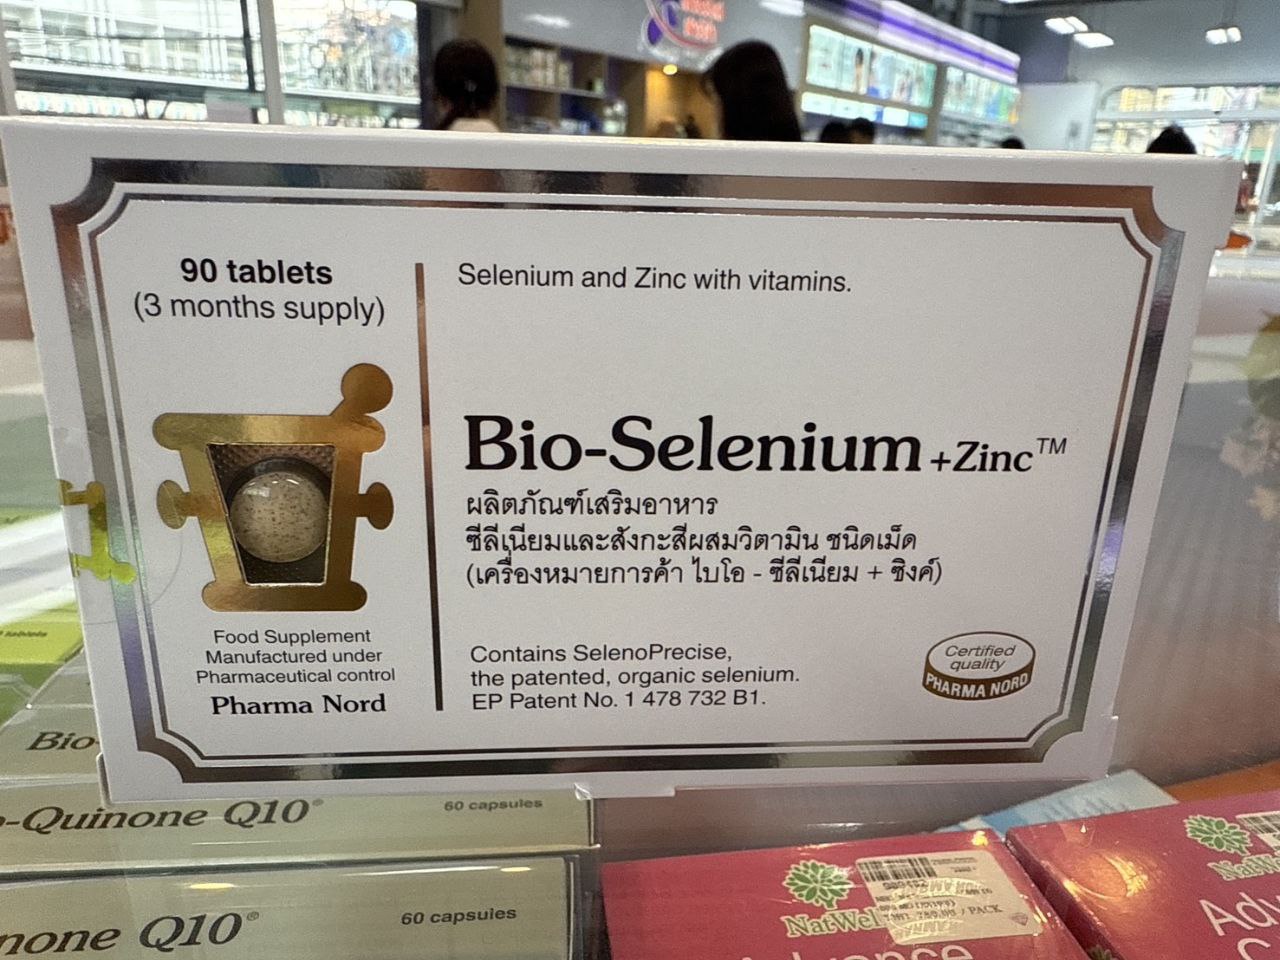 90 tablets
(3 months supply)
Food Supplement
Manufactured under
Pharmaceutical control
Pharma Nord
Selenium and Zinc with vitamins.
Bio-Selenium +Zinc™
ผลิตภัณฑ์เสริมอาหาร
ซีลีเนียมและสังกะสีผสมวิตามิน ชนิดเม็ด
(เครื่องหมายการค้า ไบโอ - ซีลีเนียม + ซิงค์)
Contains SelenoPrecise,
the patented, organic selenium.
EP Patent No. 1 478 732 B1.
Certified
quality
PHARMA NORD
Bio-
-Quinone Q10®
60 capsules
none Q10®
60 capsules
NatWel
/ PACK
Advance
NatWe
Adv